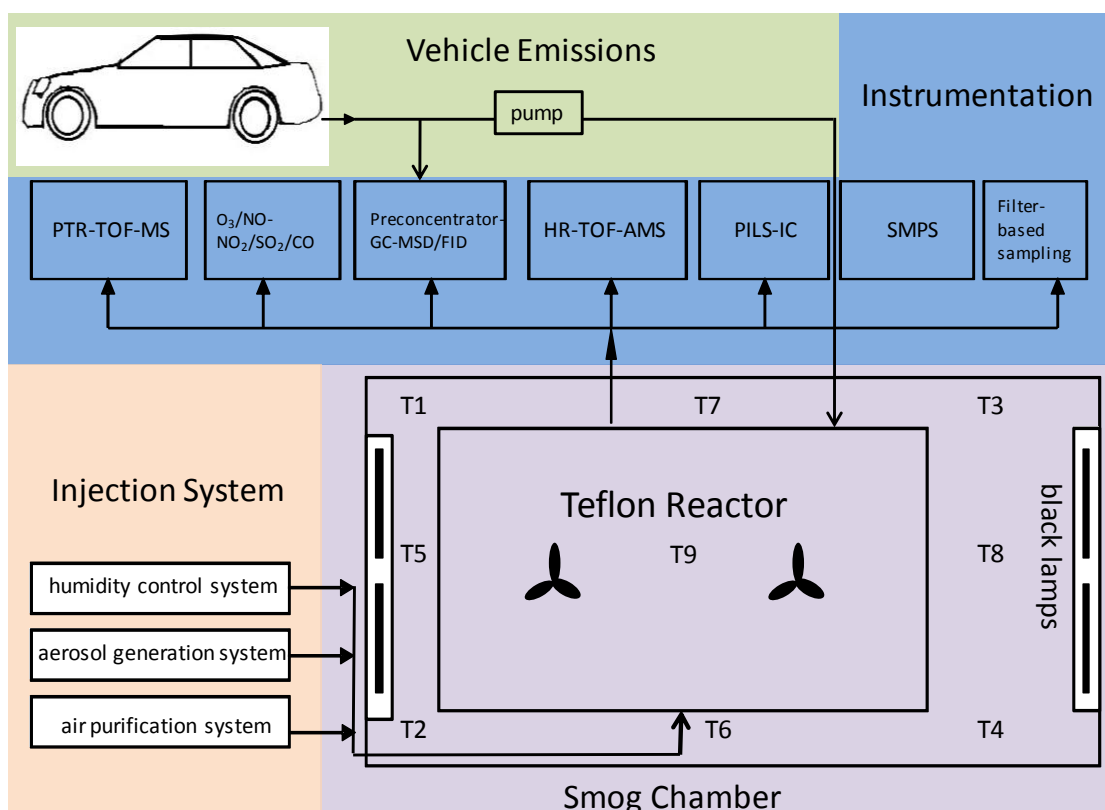 Vehicle Emissions
Instrumentation
pump
PTR-TOF-MS
O₃/NO-
NO₂/SO₂/CO
Preconcentrator-
GC-MSD/FID
HR-TOF-AMS
PILS-IC
SMPS
Filter-
based
sampling
Injection System
humidity control system
aerosol generation system
air purification system
T1
T7
T3
Teflon Reactor
T5
T9
T8
black lamps
T2
T6
T4
Smog Chamber